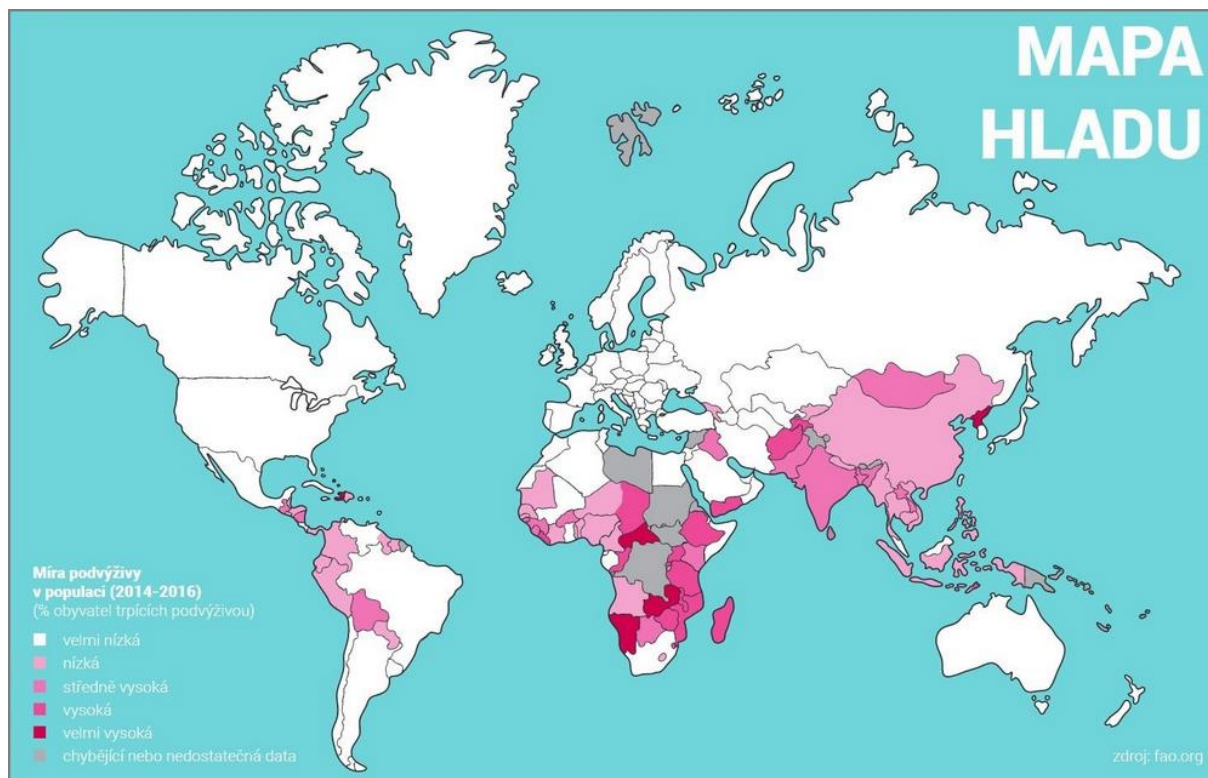 MAPA
HLADU
Míra podvýživy
v populaci (2014-2016)
(% obyvatel trpících podvýživou)
velmi nízká
nízká
středně vysoká
vysoká
velmi vysoká
chybějící nebo nedostatečná data
zdroj: fao.org